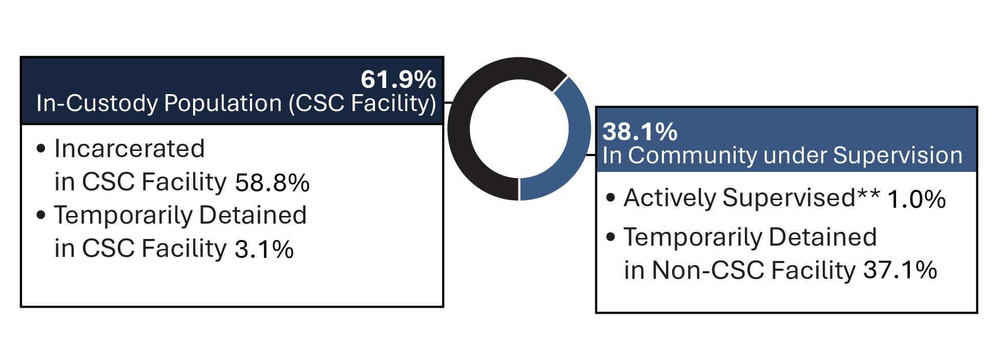 61.9%
In-Custody Population (CSC Facility)
• Incarcerated
in CSC Facility 58.8%
• Temporarily Detained
in CSC Facility 3.1%
38.1%
In Community under Supervision
• Actively Supervised** 1.0%
• Temporarily Detained
in Non-CSC Facility 37.1%